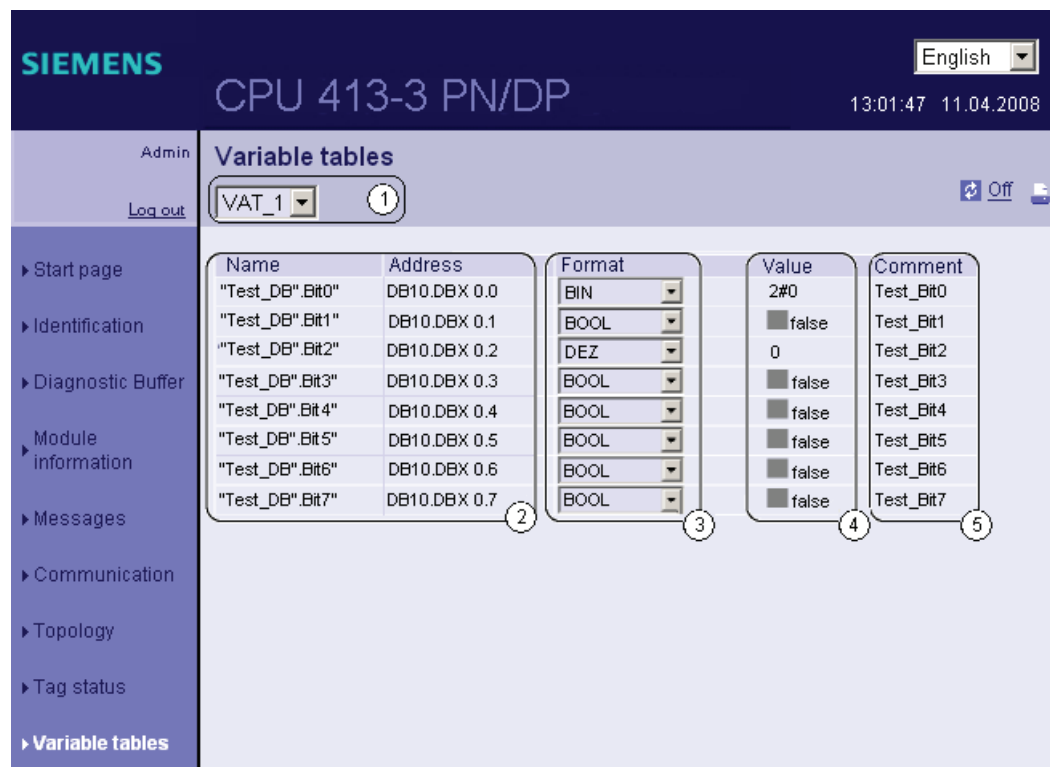 SIEMENS
English
CPU 413-3 PN/DP
13:01:47 11.04.2008
Admin
Log out
Variable tables
VAT_1 1
Off
Start page
Identification
Diagnostic Buffer
Module
information
Messages
Communication
Topology
Tag status
Variable tables
Name Address Format Value Comment
"Test_DB".Bit0" DB10.DBX 0.0 BIN 2#0 Test_Bit0
"Test_DB".Bit1" DB10.DBX 0.1 BOOL false Test_Bit1
"Test_DB".Bit2" DB10.DBX 0.2 DEZ 0 Test_Bit2
"Test_DB".Bit3" DB10.DBX 0.3 BOOL false Test_Bit3
"Test_DB".Bit4" DB10.DBX 0.4 BOOL false Test_Bit4
"Test_DB".Bit5" DB10.DBX 0.5 BOOL false Test_Bit5
"Test_DB".Bit6" DB10.DBX 0.6 BOOL false Test_Bit6
"Test_DB".Bit7" DB10.DBX 0.7 BOOL false Test_Bit7
2 3 4 5